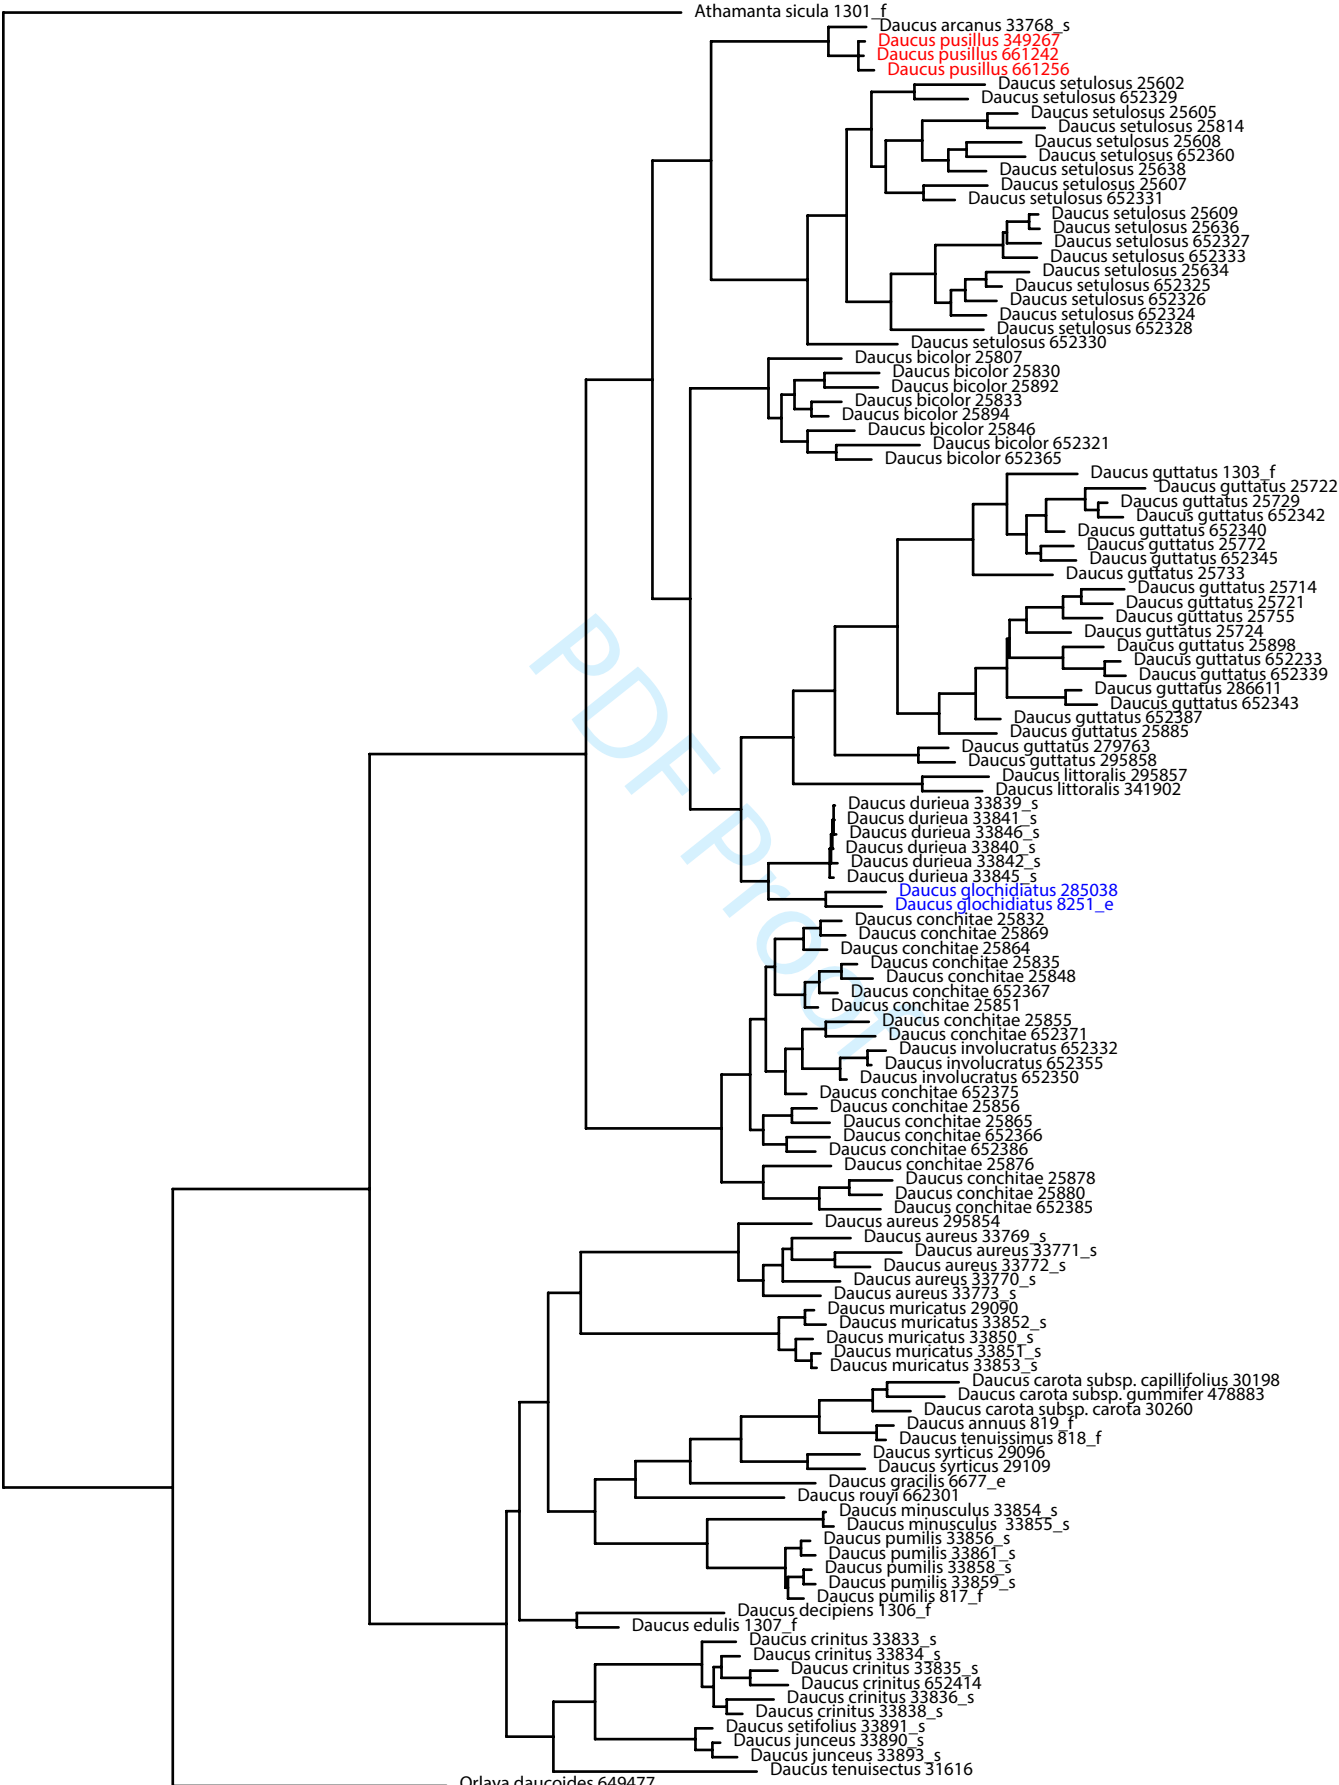 Athamanta sicula 1301_f
Daucus arcanus 33768_s
Daucus pusillus 349267
Daucus pusillus 661242
Daucus pusillus 661256
Daucus setulosus 25602
Daucus setulosus 652329
Daucus setulosus 25605
Daucus setulosus 25814
Daucus setulosus 25608
Daucus setulosus 652360
Daucus setulosus 25638
Daucus setulosus 25607
Daucus setulosus 652331
Daucus setulosus 25609
Daucus setulosus 25636
Daucus setulosus 652327
Daucus setulosus 652333
Daucus setulosus 25634
Daucus setulosus 652325
Daucus setulosus 652326
Daucus setulosus 652324
Daucus setulosus 652328
Daucus setulosus 652330
Daucus bicolor 25807
Daucus bicolor 25830
Daucus bicolor 25892
Daucus bicolor 25833
Daucus bicolor 25894
Daucus bicolor 25846
Daucus bicolor 652321
Daucus bicolor 652365
Daucus guttatus 1303_f
Daucus guttatus 25722
Daucus guttatus 25729
Daucus guttatus 652342
Daucus guttatus 652340
Daucus guttatus 25772
Daucus guttatus 652345
Daucus guttatus 25733
Daucus guttatus 25714
Daucus guttatus 25721
Daucus guttatus 25755
Daucus guttatus 25724
Daucus guttatus 25898
Daucus guttatus 652233
Daucus guttatus 652339
Daucus guttatus 286611
Daucus guttatus 652343
Daucus guttatus 652387
Daucus guttatus 25885
Daucus guttatus 279763
Daucus guttatus 295858
Daucus littoralis 295857
Daucus littoralis 341902
Daucus durieua 33839_s
Daucus durieua 33841_s
Daucus durieua 33846_s
Daucus durieua 33840_s
Daucus durieua 33842_s
Daucus durieua 33845_s
Daucus glochidiatus 285038
Daucus glochidiatus 8251_e
Daucus conchitae 25832
Daucus conchitae 25869
Daucus conchitae 25864
Daucus conchitae 25835
Daucus conchitae 25848
Daucus conchitae 652367
Daucus conchitae 25851
Daucus conchitae 25855
Daucus conchitae 652371
Daucus involucratus 652332
Daucus involucratus 652355
Daucus involucratus 652350
Daucus conchitae 652375
Daucus conchitae 25856
Daucus conchitae 25865
Daucus conchitae 652366
Daucus conchitae 652386
Daucus conchitae 25876
Daucus conchitae 25878
Daucus conchitae 25880
Daucus conchitae 652385
Daucus aureus 295854
Daucus aureus 33769_s
Daucus aureus 33771_s
Daucus aureus 33772_s
Daucus aureus 33770_s
Daucus aureus 33773_s
Daucus muricatus 29090
Daucus muricatus 33852_s
Daucus muricatus 33850_s
Daucus muricatus 33851_s
Daucus muricatus 33853_s
Daucus carota subsp. capillifolius 30198
Daucus carota subsp. gummifer 478883
Daucus carota subsp. carota 30260
Daucus annuus 819_f
Daucus tenuissimus 818_f
Daucus syrticus 29096
Daucus syrticus 29109
Daucus gracilis 6677_e
Daucus rouyi 662301
Daucus minusculus 33854_s
Daucus minusculus 33855_s
Daucus pumilis 33856_s
Daucus pumilis 33861_s
Daucus pumilis 33858_s
Daucus pumilis 33859_s
Daucus pumilis 817_f
Daucus decipiens 1306_f
Daucus edulis 1307_f
Daucus crinitus 33833_s
Daucus crinitus 33834_s
Daucus crinitus 33835_s
Daucus crinitus 652414
Daucus crinitus 33836_s
Daucus crinitus 33838_s
Daucus setifolius 33891_s
Daucus junceus 33890_s
Daucus junceus 33893_s
Daucus tenuisectus 31616
Orlaya daucoides 649477
PDF Proof